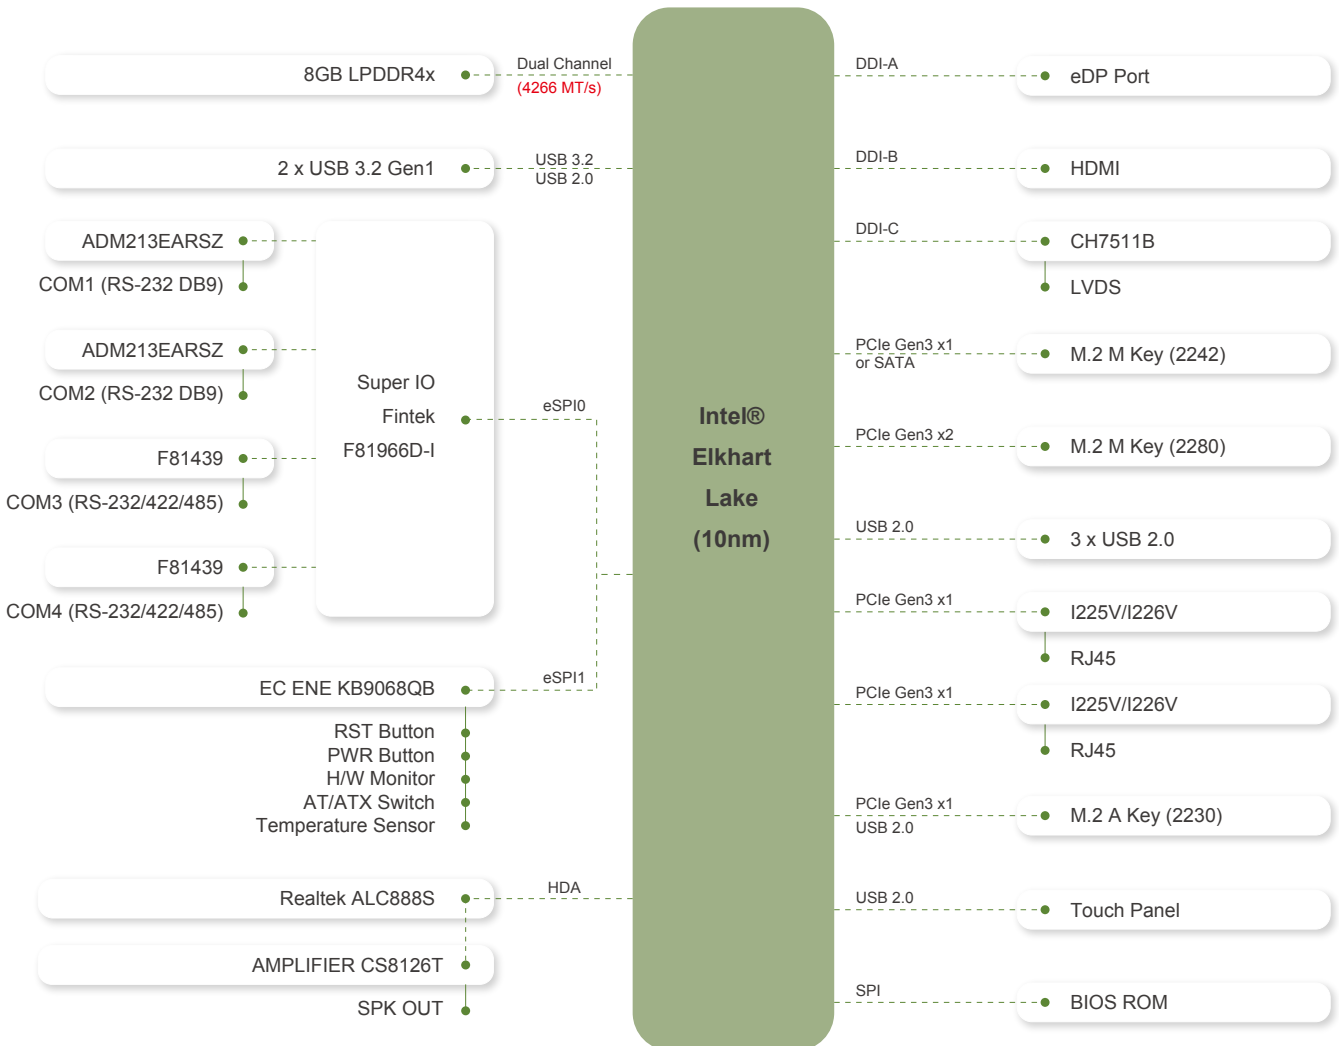 8GB LPDDR4x
Dual Channel
(4266 MT/s)
2 x USB 3.2 Gen1
USB 3.2
USB 2.0
ADM213EARSZ
COM1 (RS-232 DB9)
ADM213EARSZ
COM2 (RS-232 DB9)
F81439
COM3 (RS-232/422/485)
F81439
COM4 (RS-232/422/485)
Super IO
Fintek
F81966D-I
eSPI0
EC ENE KB9068QB
eSPI1
RST Button
PWR Button
H/W Monitor
AT/ATX Switch
Temperature Sensor
Realtek ALC888S
HDA
AMPLIFIER CS8126T
SPK OUT
Intel®
Elkhart
Lake
(10nm)
DDI-A
eDP Port
DDI-B
HDMI
DDI-C
CH7511B
LVDS
PCIe Gen3 x1
or SATA
M.2 M Key (2242)
PCIe Gen3 x2
M.2 M Key (2280)
USB 2.0
3 x USB 2.0
PCIe Gen3 x1
I225V/I226V
RJ45
PCIe Gen3 x1
I225V/I226V
RJ45
PCIe Gen3 x1
USB 2.0
M.2 A Key (2230)
USB 2.0
Touch Panel
SPI
BIOS ROM